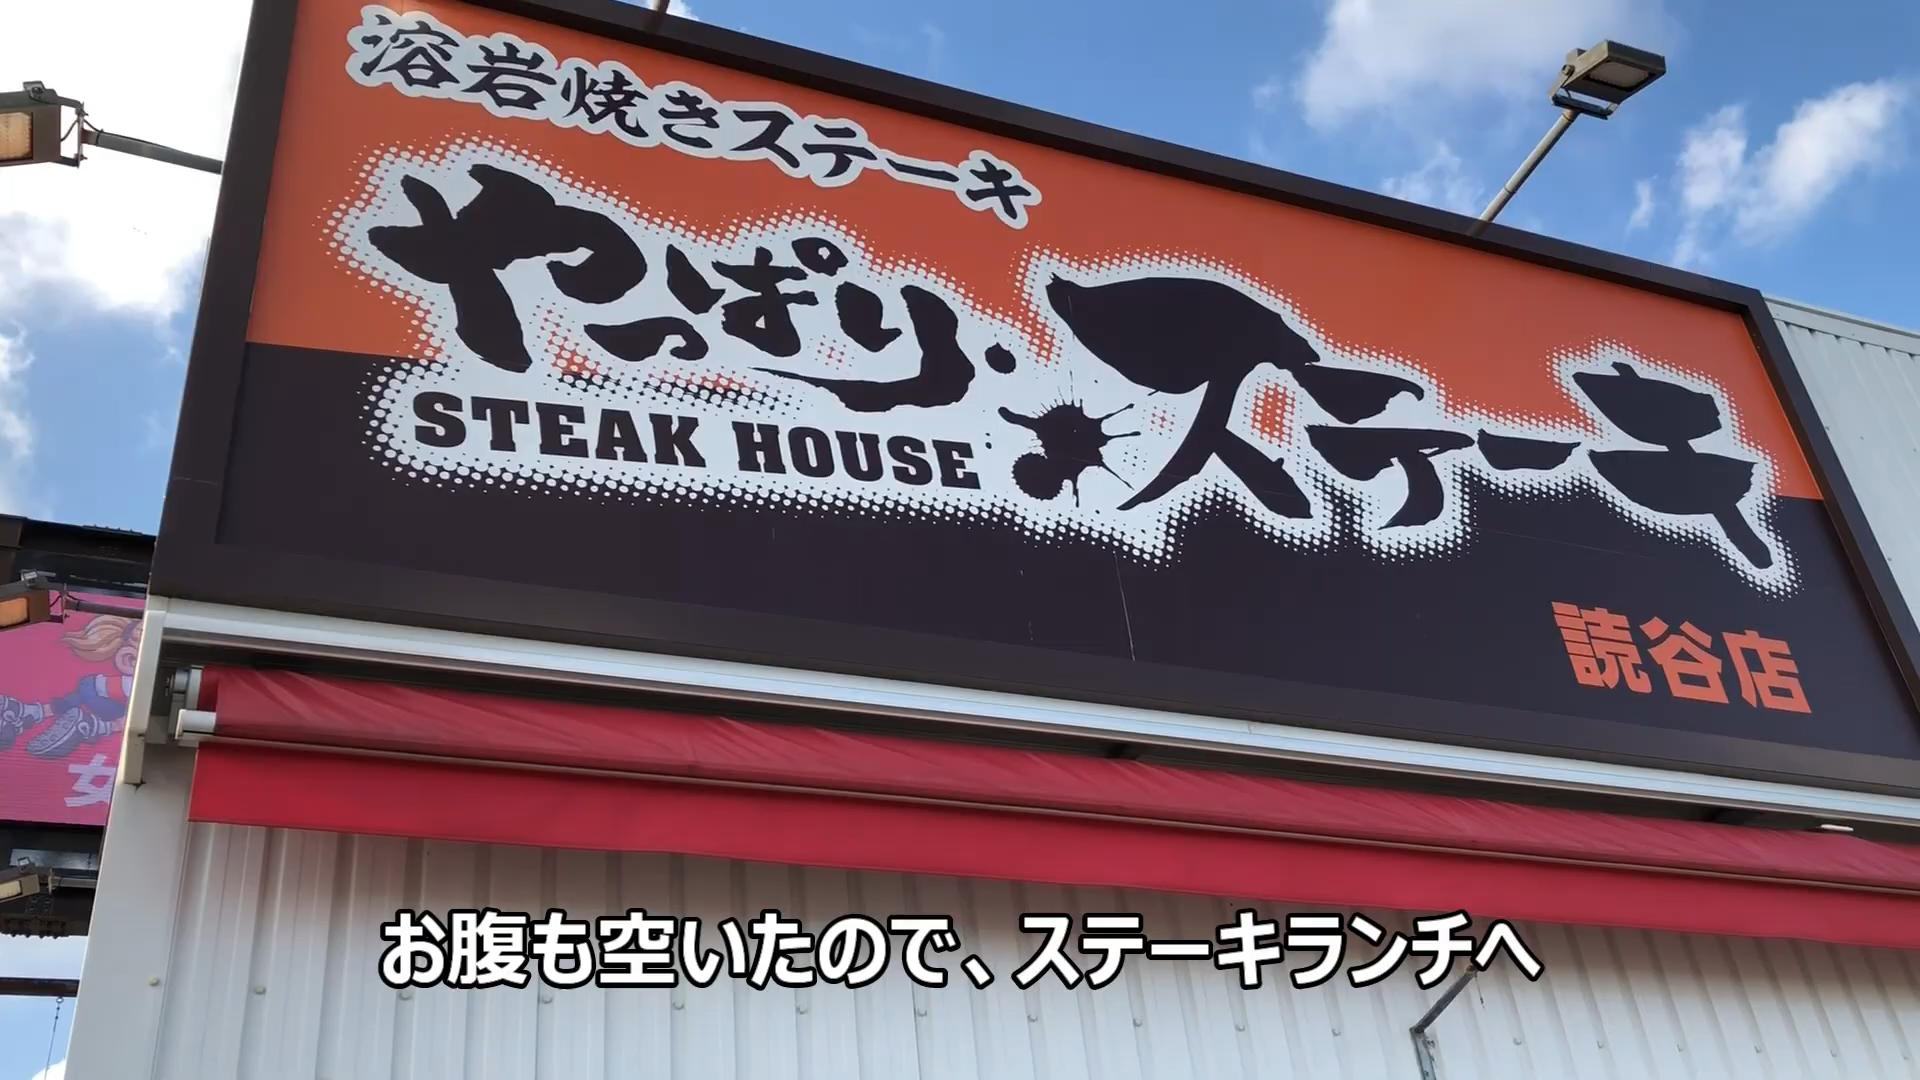 溶岩焼きステーキ
やっぱり・ステーキ
STEAK HOUSE
読谷店
女
お腹も空いたので、ステーキランチへ